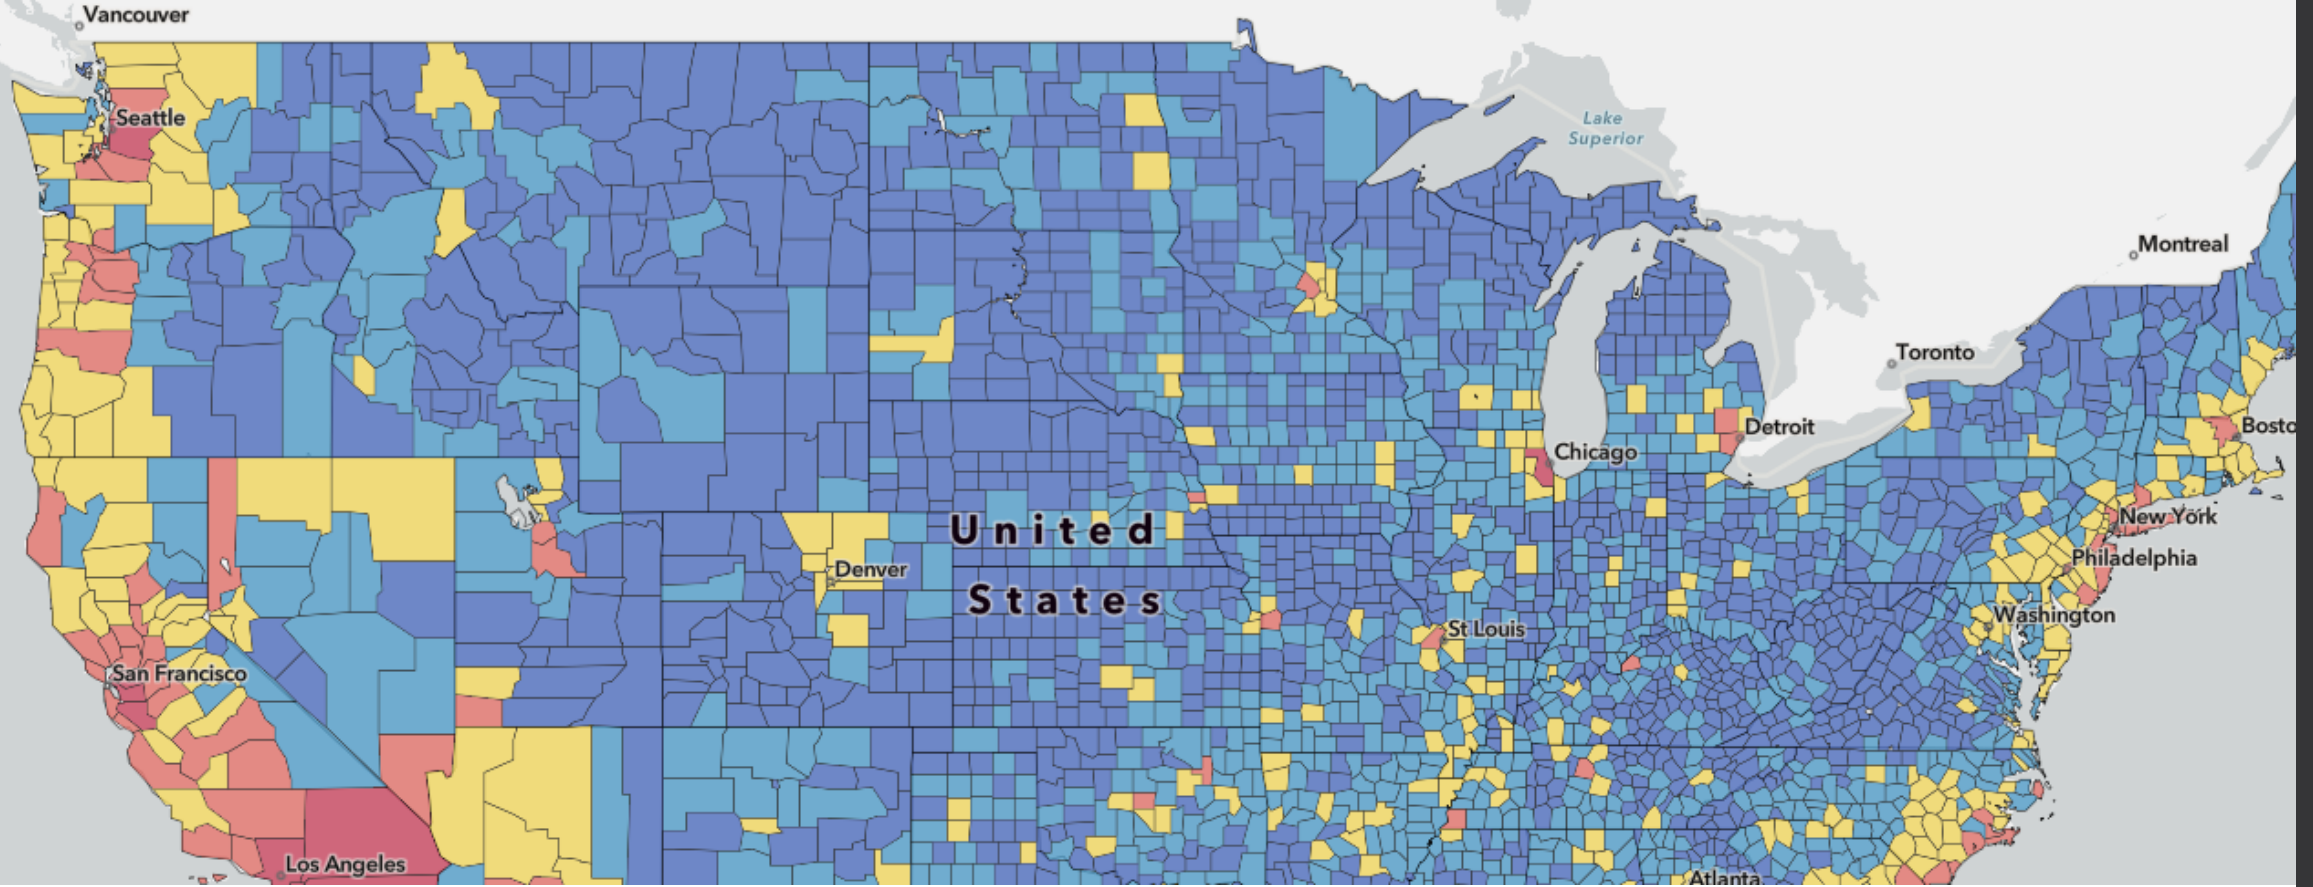 Vancouver
Seattle
Lake
Superior
Montreal
Toronto
Detroit
Bosto
Chicago
New York
United
Philadelphia
Denver
States
Washington
St Louis
San Francisco
Los Angeles
Atlanta